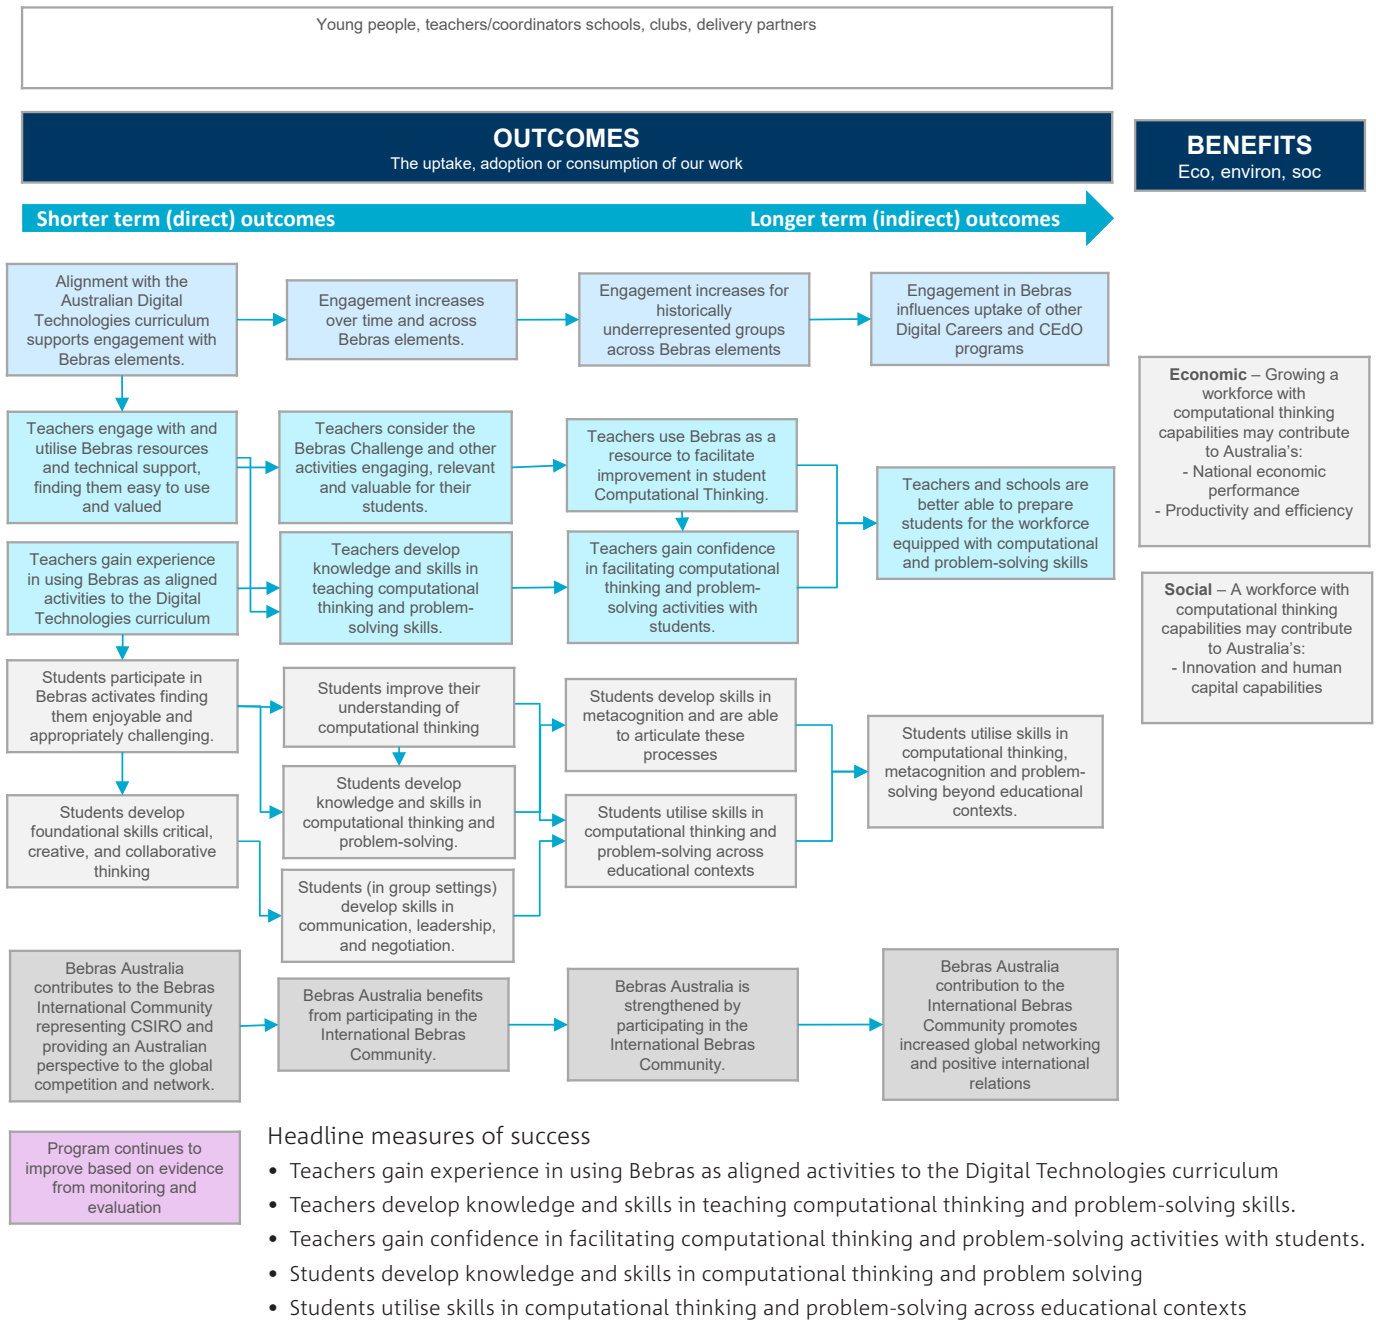 Young people, teachers/coordinators schools, clubs, delivery partners
OUTCOMES
The uptake, adoption or consumption of our work
BENEFITS
Eco, environ, soc
Shorter term (direct) outcomes
Longer term (indirect) outcomes
Alignment with the
Australian Digital
Technologies curriculum
supports engagement with
Bebras elements.
Engagement increases
over time and across
Bebras elements.
Engagement increases for
historically
underrepresented groups
across Bebras elements
Engagement in Bebras
influences uptake of other
Digital Careers and CEdO
programs
Teachers engage with and
utilise Bebras resources
and technical support,
finding them easy to use
and valued
Teachers consider the
Bebras Challenge and other
activities engaging, relevant
and valuable for their
students.
Teachers use Bebras as a
resource to facilitate
improvement in student
Computational Thinking.
Teachers and schools are
better able to prepare
students for the workforce
equipped with computational
and problem-solving skills
Teachers gain experience
in using Bebras as aligned
activities to the Digital
Technologies curriculum
Teachers develop
knowledge and skills in
teaching computational
thinking and problem-
solving skills.
Teachers gain confidence
in facilitating computational
thinking and problem-
solving activities with
students.
Economic – Growing a
workforce with
computational thinking
capabilities may contribute
to Australia's:
- National economic
performance
- Productivity and efficiency
Social – A workforce with
computational thinking
capabilities may contribute
to Australia's:
- Innovation and human
capital capabilities
Students participate in
Bebras activates finding
them enjoyable and
appropriately challenging.
Students improve their
understanding of
computational thinking
Students develop skills in
metacognition and are able
to articulate these
processes
Students utilise skills in
computational thinking,
metacognition and problem-
solving beyond educational
contexts.
Students develop
foundational skills critical,
creative, and collaborative
thinking
Students develop
knowledge and skills in
computational thinking and
problem-solving.
Students utilise skills in
computational thinking and
problem-solving across
educational contexts
Students (in group settings)
develop skills in
communication, leadership,
and negotiation.
Bebras Australia
contributes to the Bebras
International Community
representing CSIRO and
providing an Australian
perspective to the global
competition and network.
Bebras Australia benefits
from participating in the
International Bebras
Community.
Bebras Australia is
strengthened by
participating in the
International Bebras
Community.
Bebras Australia
contribution to the
International Bebras
Community promotes
increased global networking
and positive international
relations
Program continues to
improve based on evidence
from monitoring and
evaluation
Headline measures of success
• Teachers gain experience in using Bebras as aligned activities to the Digital Technologies curriculum
• Teachers develop knowledge and skills in teaching computational thinking and problem-solving skills.
• Teachers gain confidence in facilitating computational thinking and problem-solving activities with students.
• Students develop knowledge and skills in computational thinking and problem solving
• Students utilise skills in computational thinking and problem-solving across educational contexts